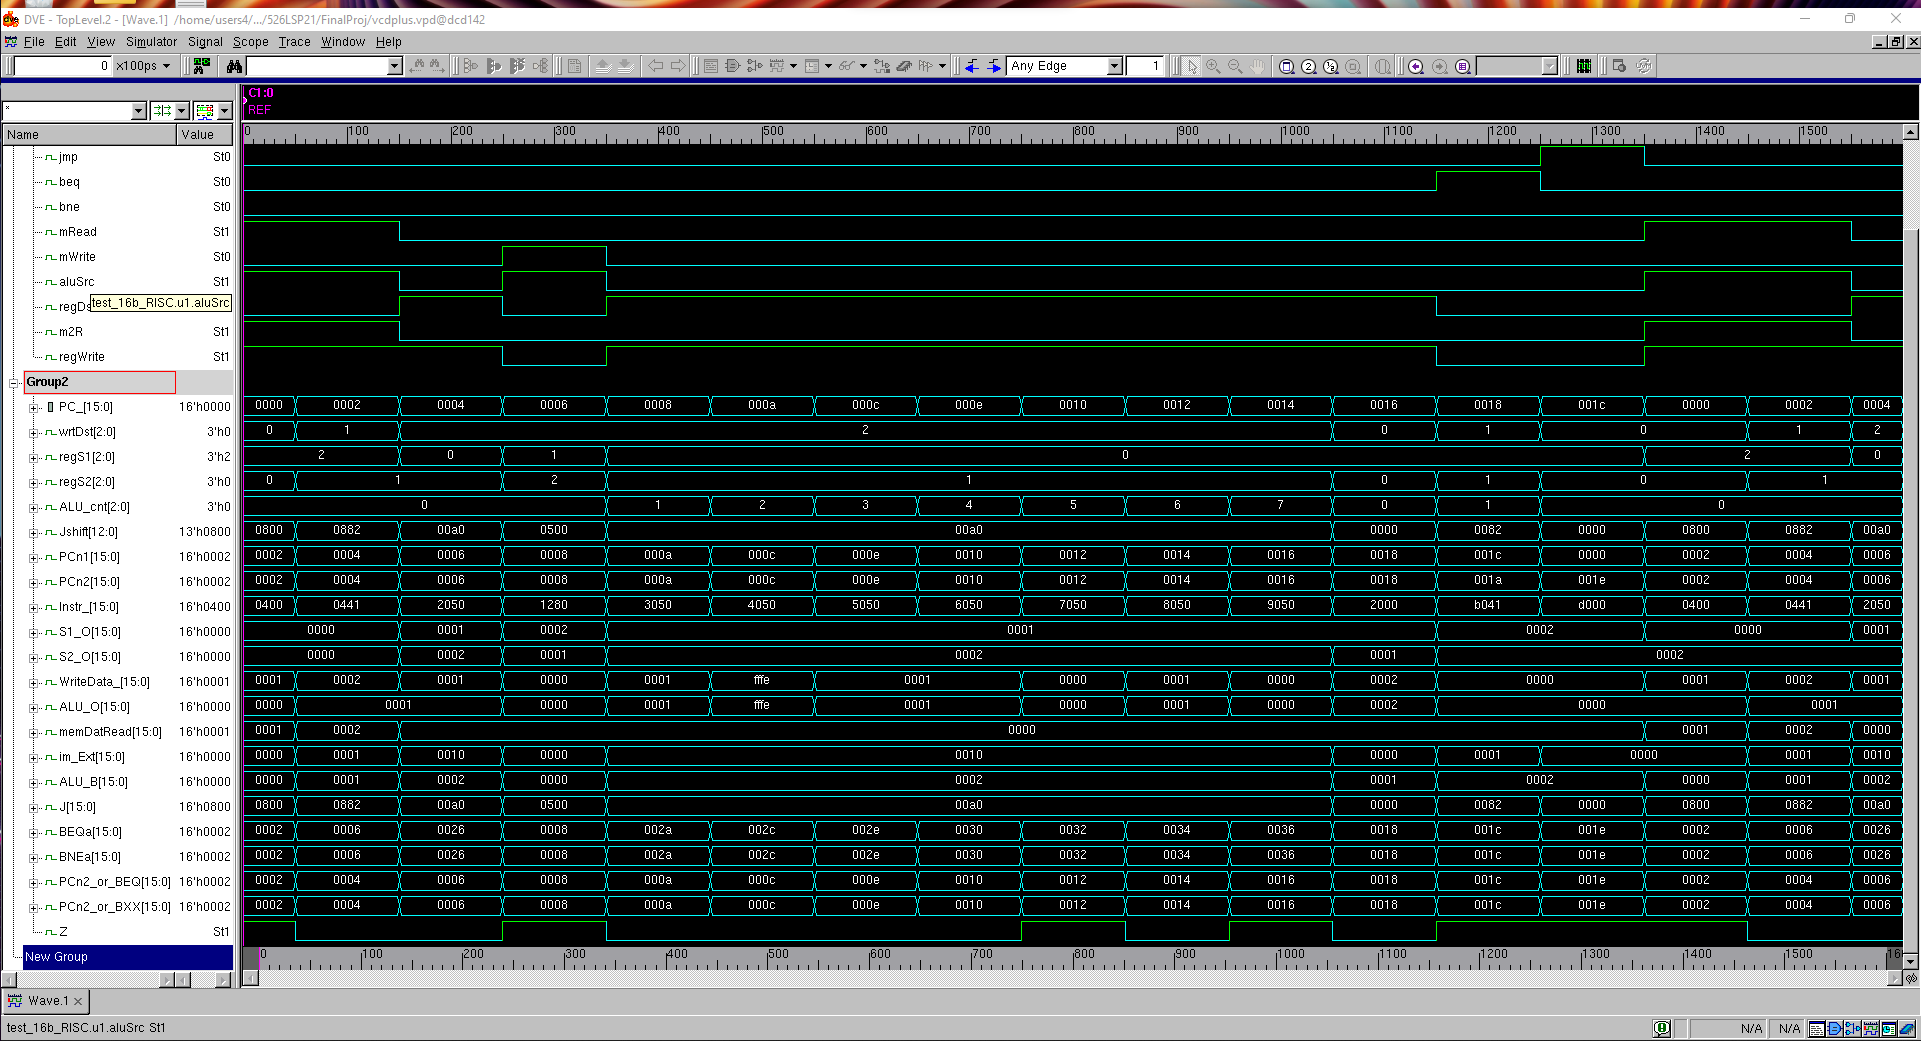 DVE - TopLevel.2 - [Wave.1]  /home/users4/.../526LSP21/FinalProj/vcdplus.vpd@dcd142
File Edit View Simulator Signal Scope Trace Window Help
0 x100ps Any Edge 1
C1:0
REF
*
Name Value
0 100 200 300 400 500 600 700 800 900 1000 1100 1200 1300 1400 1500
jmp St0
beq St0
bne St0
mRead St1
mWrite St0
aluSrc St1
test_16b_RISC.u1.aluSrc
regDs
m2R St1
regWrite St1
Group2
PC_[15:0] 16'h0000 0000 0002 0004 0006 0008 000a 000c 000e 0010 0012 0014 0016 0018 001c 0000 0002 0004
wrtDst[2:0] 3'h0 0 1 2 0 1 0 1 2
regS1[2:0] 3'h2 2 0 1 0 2 0
regS2[2:0] 3'h0 0 1 2 1 0 1 0 1
ALU_cnt[2:0] 3'h0 0 1 2 3 4 5 6 7 0 1 0
Jshift[12:0] 13'h0800 0800 0882 00a0 0500 00a0 0000 0082 0000 0800 0882 00a0
PCn1[15:0] 16'h0002 0002 0004 0006 0008 000a 000c 000e 0010 0012 0014 0016 0018 001c 0000 0002 0004 0006
PCn2[15:0] 16'h0002 0002 0004 0006 0008 000a 000c 000e 0010 0012 0014 0016 0018 001a 001e 0002 0004 0006
Instr_[15:0] 16'h0400 0400 0441 2050 1280 3050 4050 5050 6050 7050 8050 9050 2000 b041 d000 0400 0441 2050
S1_O[15:0] 16'h0000 0000 0001 0002 0001 0002 0000 0001
S2_O[15:0] 16'h0000 0000 0002 0001 0002 0001 0002
WriteData_[15:0] 16'h0001 0001 0002 0001 0000 0001 fffe 0001 0000 0001 0000 0002 0000 0001 0002 0001
ALU_O[15:0] 16'h0000 0000 0001 0000 0001 fffe 0001 0000 0001 0000 0002 0000 0001
memDatRead[15:0] 16'h0001 0001 0002 0000 0001 0002 0000
im_Ext[15:0] 16'h0000 0000 0001 0010 0000 0010 0000 0001 0000 0001 0010
ALU_B[15:0] 16'h0000 0000 0001 0002 0000 0002 0001 0002 0000 0001 0002
J[15:0] 16'h0800 0800 0882 00a0 0500 00a0 0000 0082 0000 0800 0882 00a0
BEQa[15:0] 16'h0002 0002 0006 0026 0008 002a 002c 002e 0030 0032 0034 0036 0018 001c 001e 0002 0006 0026
BNEa[15:0] 16'h0002 0002 0006 0026 0008 002a 002c 002e 0030 0032 0034 0036 0018 001c 001e 0002 0006 0026
PCn2_or_BEQ[15:0] 16'h0002 0002 0004 0006 0008 000a 000c 000e 0010 0012 0014 0016 0018 001c 001e 0002 0004 0006
PCn2_or_BXX[15:0] 16'h0002 0002 0004 0006 0008 000a 000c 000e 0010 0012 0014 0016 0018 001c 001e 0002 0004 0006
Z St1
New Group
0 100 200 300 400 500 600 700 800 900 1000 1100 1200 1300 1400 1500
Wave.1
test_16b_RISC.u1.aluSrc St1 N/A N/A